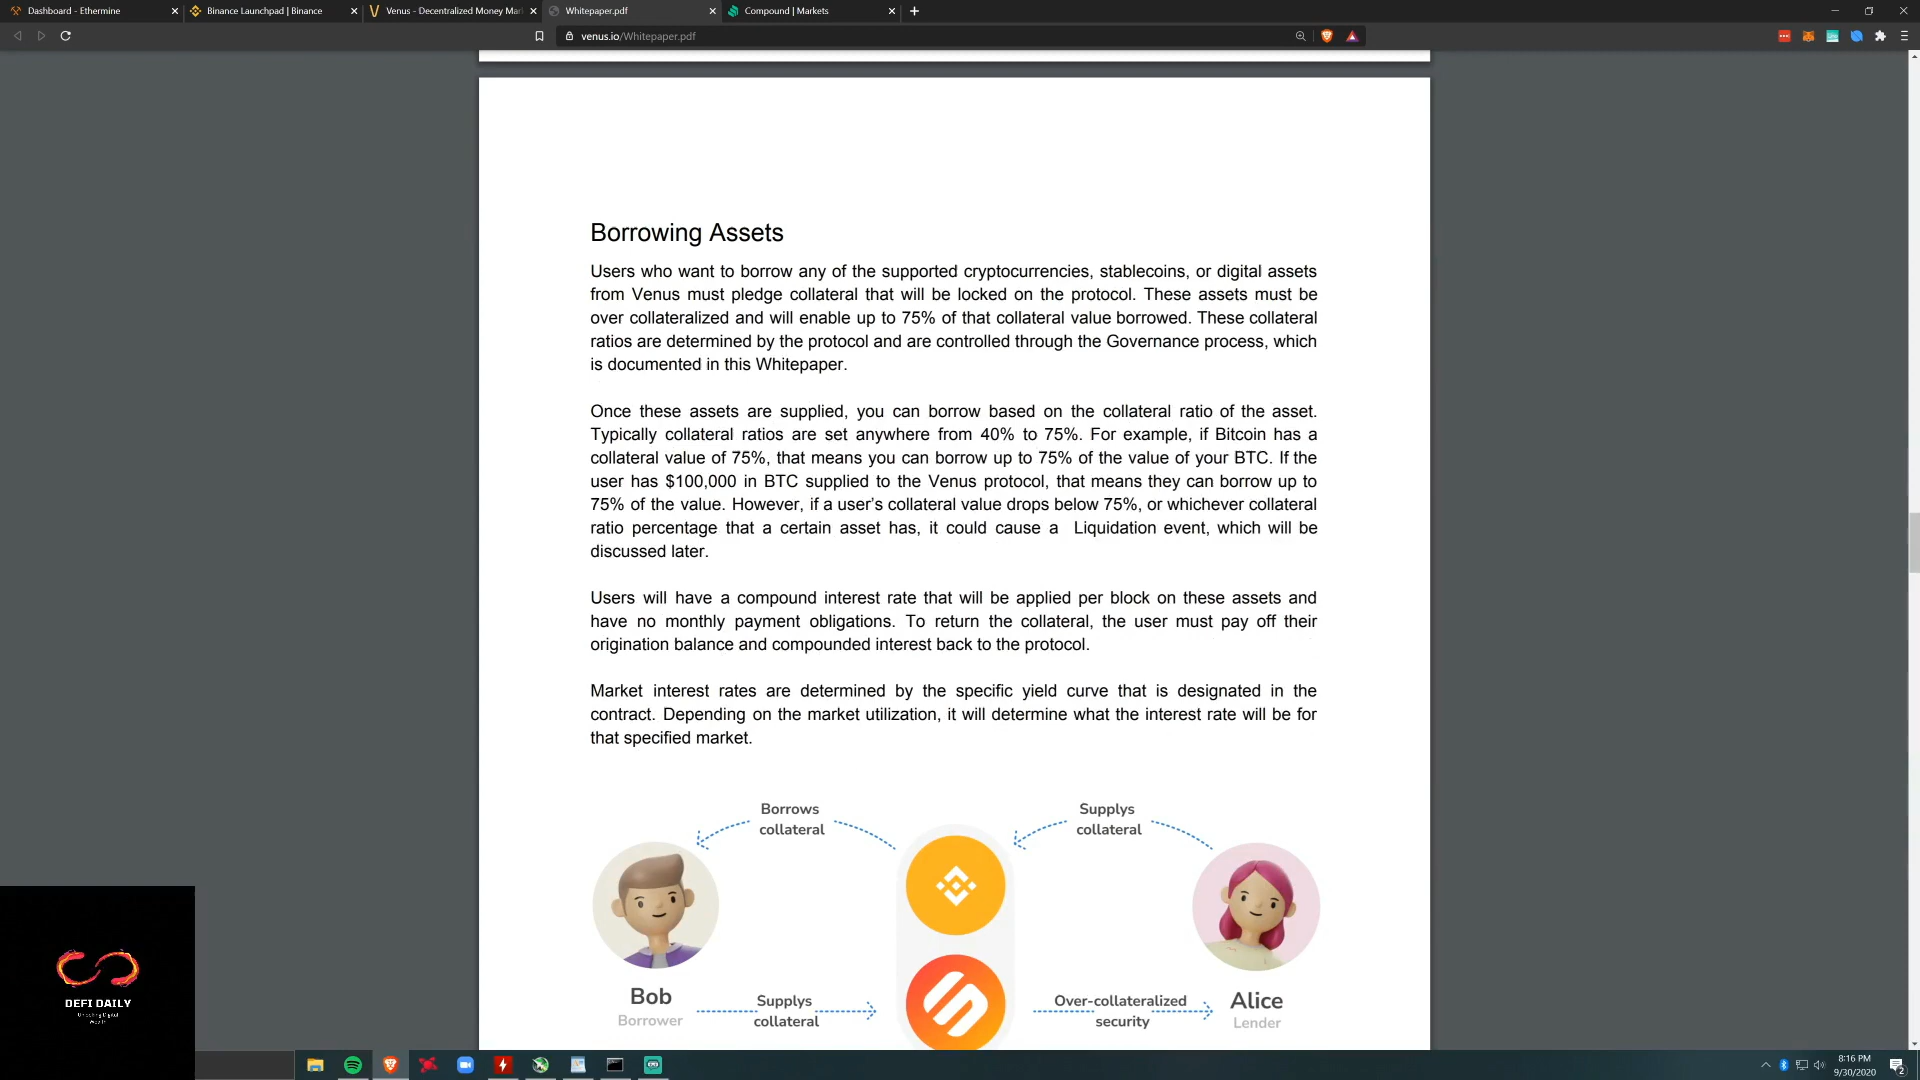 Dashboard - Ethermine
Binance Launchpad | Binance
Venus - Decentralized Money Mar
Whitepaper.pdf
Compound | Markets
venus.io/Whitepaper.pdf
Borrowing Assets
Users who want to borrow any of the supported cryptocurrencies, stablecoins, or digital assets
from Venus must pledge collateral that will be locked on the protocol. These assets must be
over collateralized and will enable up to 75% of that collateral value borrowed. These collateral
ratios are determined by the protocol and are controlled through the Governance process, which
is documented in this Whitepaper.
Once these assets are supplied, you can borrow based on the collateral ratio of the asset.
Typically collateral ratios are set anywhere from 40% to 75%. For example, if Bitcoin has a
collateral value of 75%, that means you can borrow up to 75% of the value of your BTC. If the
user has $100,000 in BTC supplied to the Venus protocol, that means they can borrow up to
75% of the value. However, if a user's collateral value drops below 75%, or whichever collateral
ratio percentage that a certain asset has, it could cause a Liquidation event, which will be
discussed later.
Users will have a compound interest rate that will be applied per block on these assets and
have no monthly payment obligations. To return the collateral, the user must pay off their
origination balance and compounded interest back to the protocol.
Market interest rates are determined by the specific yield curve that is designated in the
contract. Depending on the market utilization, it will determine what the interest rate will be for
that specified market.
Borrows
collateral
Supplys
collateral
Bob
Borrower
Supplys
collateral
Over-collateralized
security
Alice
Lender
DEFI DAILY
Unlocking Digital
Wealth
8:16 PM
9/30/2020
2